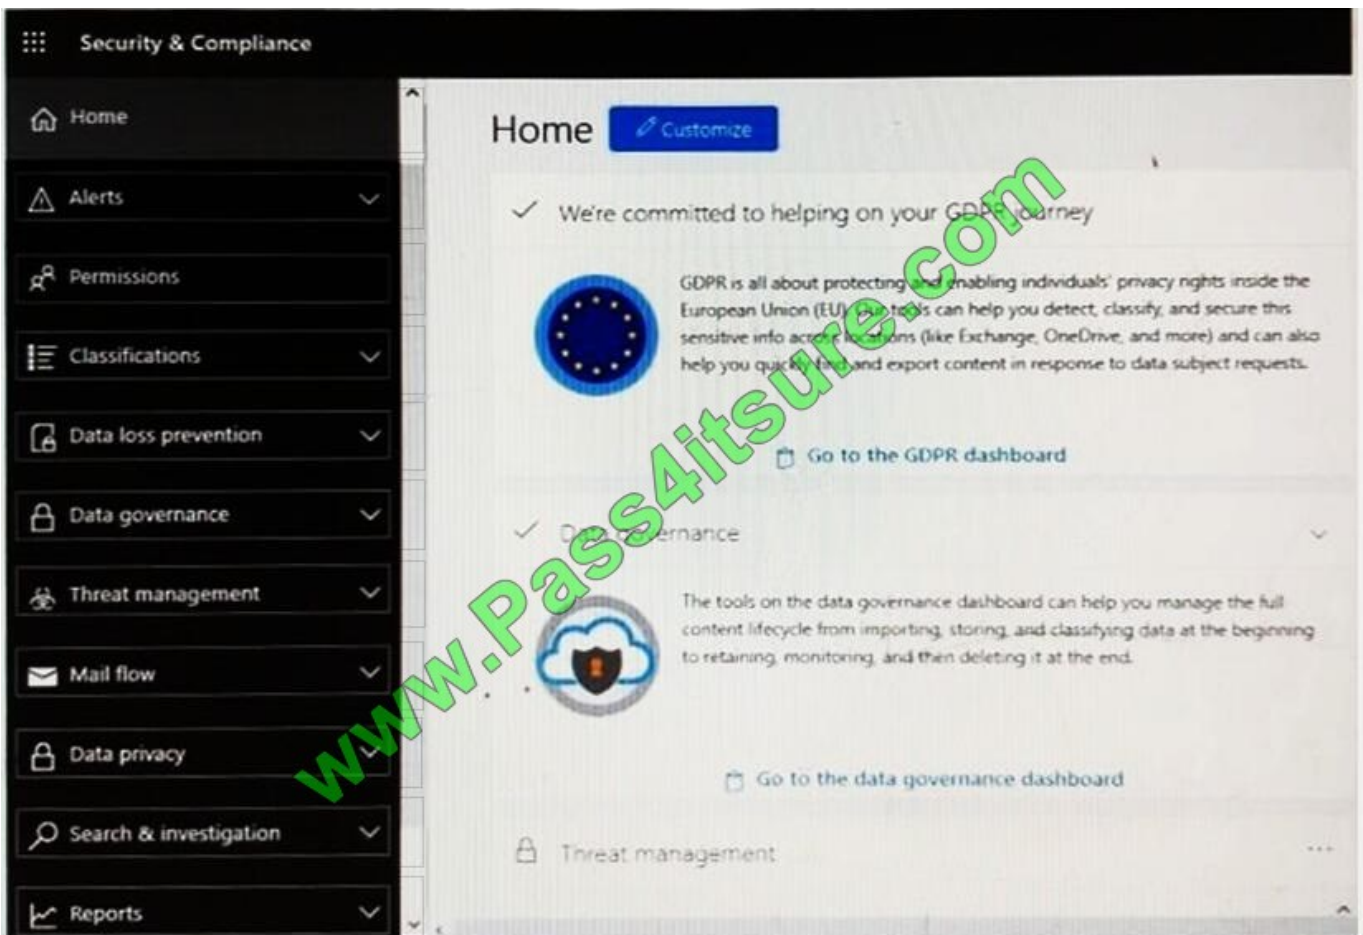 Security & Compliance
Home
Alerts
Permissions
Classifications
Data loss prevention
Data governance
Threat management
Mail flow
Data privacy
Search & investigation
Reports
Home Customize
We're committed to helping on your GDPR journey
GDPR is all about protecting and enabling individuals' privacy rights inside the
European Union (EU). Our tools can help you detect, classify, and secure this
sensitive info across locations (like Exchange, OneDrive, and more) and can also
help you quickly find and export content in response to data subject requests.
Go to the GDPR dashboard
Data governance
The tools on the data governance dashboard can help you manage the full
content lifecycle from importing, storing, and classifying data at the beginning
to retaining, monitoring, and then deleting it at the end.
Go to the data governance dashboard
Threat management
www.Pass4itsure.com